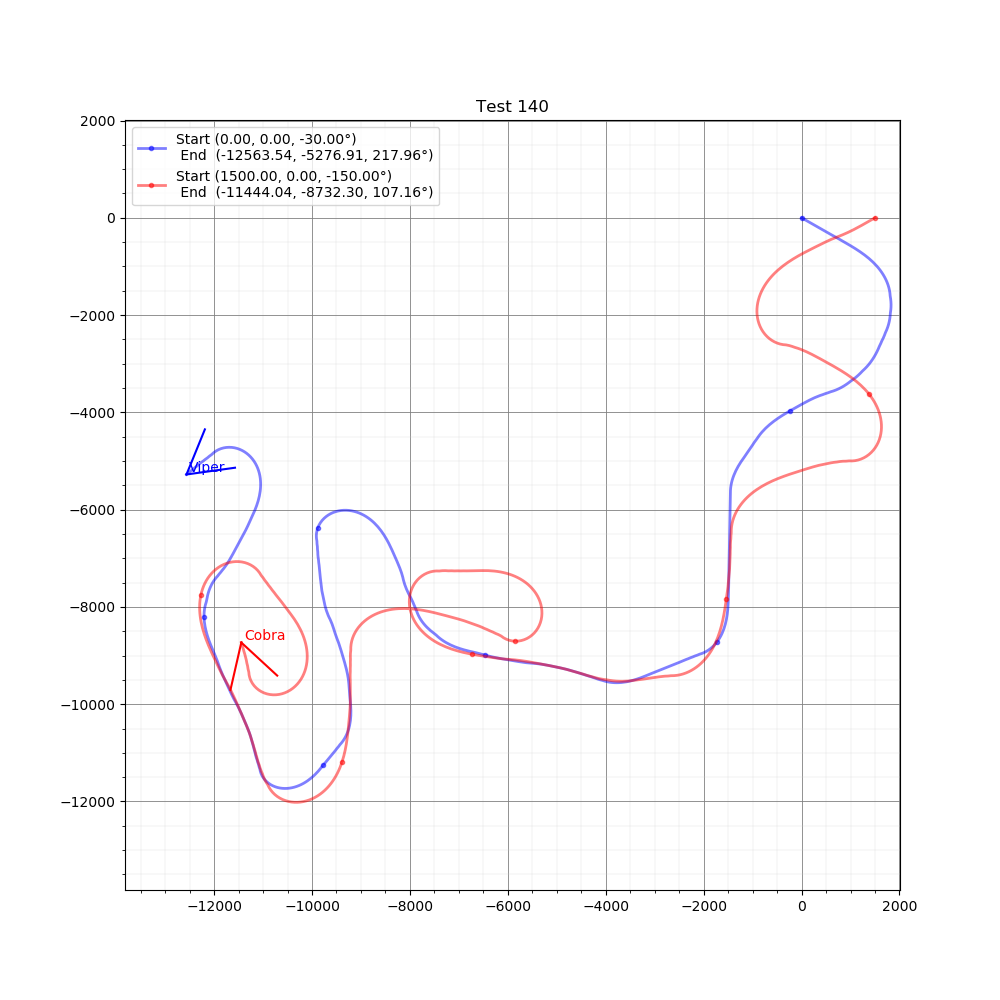 Test 140
Start (0.00, 0.00, -30.00°)
End  (-12563.54, -5276.91, 217.96°)
Start (1500.00, 0.00, -150.00°)
End  (-11444.04, -8732.30, 107.16°)
2000
0
−2000
−4000
−6000
−8000
−10000
−12000
Viper
Cobra
−12000 −10000 −8000 −6000 −4000 −2000 0 2000